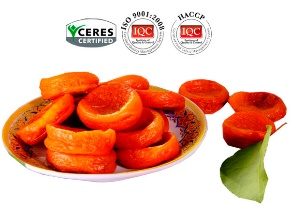 CERES
CERTIFIED
ISO 9001:2008
IQC
HACCP
IQC